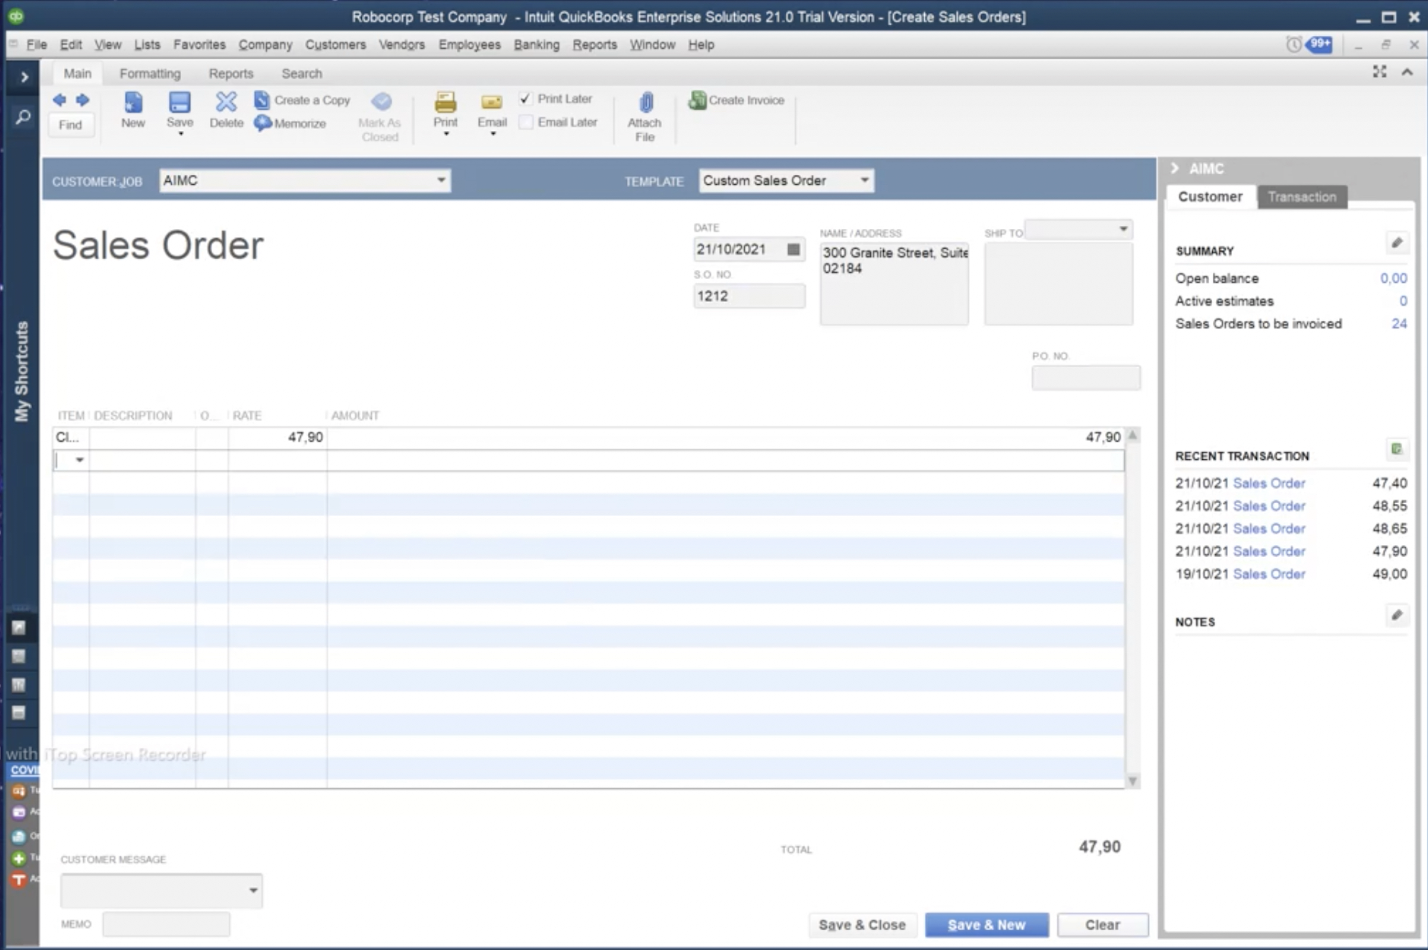 Robocorp Test Company - Intuit QuickBooks Enterprise Solutions 21.0 Trial Version - [Create Sales Orders]
File Edit View Lists Favorites Company Customers Vendors Employees Banking Reports Window Help
99+
Main Formatting Reports Search
Find
New
Save
Delete
Create a Copy
Memorize
Mark As
Closed
Print
Email
Print Later
Email Later
Attach
File
Create Invoice
My Shortcuts
CUSTOMER:JOB AIMC
TEMPLATE Custom Sales Order
Sales Order
DATE
21/10/2021
S.O. NO.
1212
NAME / ADDRESS
300 Granite Street, Suite
02184
SHIP TO
P.O. NO.
ITEM DESCRIPTION O... RATE AMOUNT
Cl... 47,90 47,90
with iTop Screen Recorder
COVI
Tu
Ac
Or
Tu
Ac
TOTAL 47,90
CUSTOMER MESSAGE
MEMO
Save & Close
Save & New
Clear
AIMC
Customer Transaction
SUMMARY
Open balance 0,00
Active estimates 0
Sales Orders to be invoiced 24
RECENT TRANSACTION
21/10/21 Sales Order 47,40
21/10/21 Sales Order 48,55
21/10/21 Sales Order 48,65
21/10/21 Sales Order 47,90
19/10/21 Sales Order 49,00
NOTES